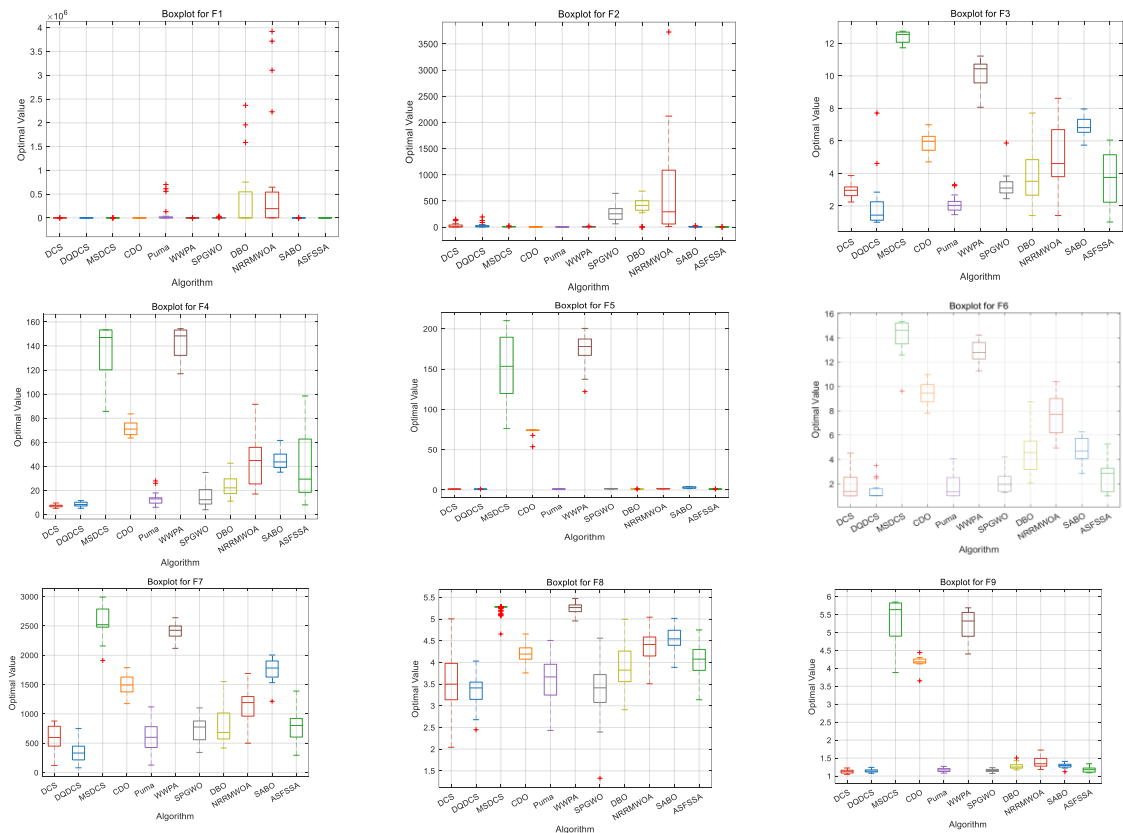 Boxplot for F1
×10^6
4
3.5
3
2.5
2
1.5
1
0.5
0
Optimal Value
DCS DQDCS MSDCS CDO Puma WWPA SPGWO DBO NRRMWOA SABO ASFSSA
Algorithm
Boxplot for F2
3500
3000
2500
2000
1500
1000
500
0
Optimal Value
DCS DQDCS MSDCS CDO Puma WWPA SPGWO DBO NRRMWOA SABO ASFSSA
Algorithm
Boxplot for F3
12
10
8
6
4
2
Optimal Value
DCS DQDCS MSDCS CDO Puma WWPA SPGWO DBO NRRMWOA SABO ASFSSA
Algorithm
Boxplot for F4
160
140
120
100
80
60
40
20
0
Optimal Value
DCS DQDCS MSDCS CDO Puma WWPA SPGWO DBO NRRMWOA SABO ASFSSA
Algorithm
Boxplot for F5
200
150
100
50
0
Optimal Value
DCS DQDCS MSDCS CDO Puma WWPA SPGWO DBO NRRMWOA SABO ASFSSA
Algorithm
Boxplot for F6
16
14
12
10
8
6
4
2
Optimal Value
DCS DQDCS MSDCS CDO Puma WWPA SPGWO DBO NRRMWOA SABO ASFSSA
Algorithm
Boxplot for F7
3000
2500
2000
1500
1000
500
0
Optimal Value
DCS DQDCS MSDCS CDO Puma WWPA SPGWO DBO NRRMWOA SABO ASFSSA
Algorithm
Boxplot for F8
5.5
5
4.5
4
3.5
3
2.5
2
1.5
Optimal Value
DCS DQDCS MSDCS CDO Puma WWPA SPGWO DBO NRRMWOA SABO ASFSSA
Algorithm
Boxplot for F9
6
5.5
5
4.5
4
3.5
3
2.5
2
1.5
1
Optimal Value
DCS DQDCS MSDCS CDO Puma WWPA SPGWO DBO NRRMWOA SABO ASFSSA
Algorithm